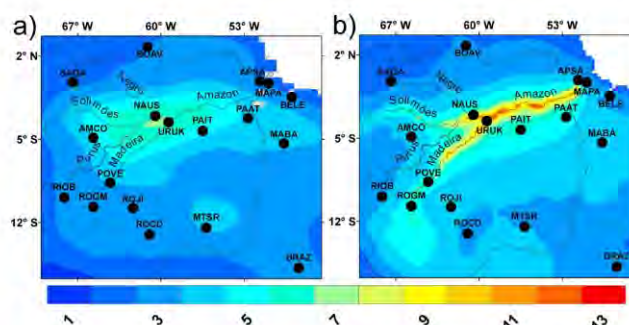 a)
67° W 60° W 53° W
2° N
5° S
12° S
BOAV
SAGA
Negro
Solimões
Amazon
APSA
MAPA
BELE
NAUS
URUK
PAIT
PAAT
MABA
AMCO
Purus
Madeira
POVE
RIOB
ROGM
ROJI
ROCD
MTSR
BRAZ
b)
67° W 60° W 53° W
2° N
5° S
12° S
BOAV
SAGA
Negro
Solimões
Amazon
APSA
MAPA
BELE
NAUS
URUK
PAIT
PAAT
MABA
AMCO
Purus
Madeira
POVE
RIOB
ROGM
ROJI
ROCD
MTSR
BRAZ
1 3 5 7 9 11 13